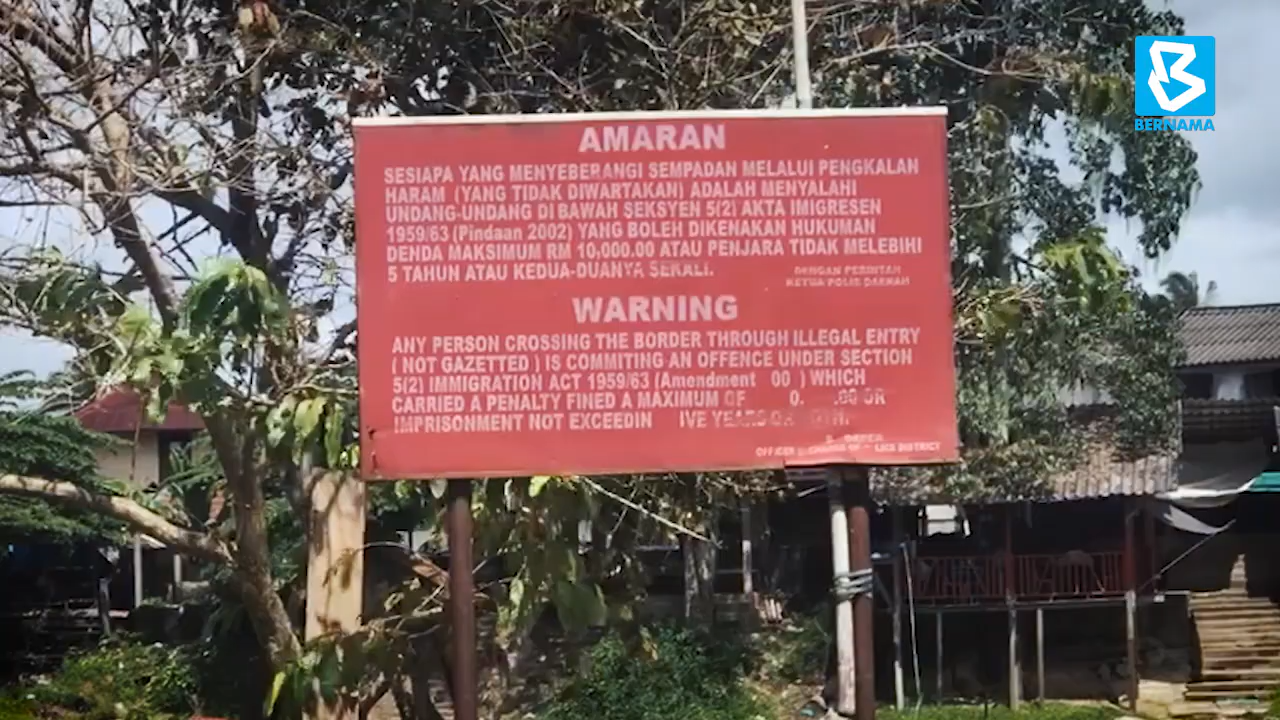 AMARAN
SESIAPA YANG MENYEBERANGI SEMPADAN MELALUI PENGKALAN
HARAM (YANG TIDAK DIWARTAKAN) ADALAH MENYALAHI
UNDANG-UNDANG DI BAWAH SEKSYEN 5(2) AKTA IMIGRESEN
1959/63 (Pindaan 2002) YANG BOLEH DIKENAKAN HUKUMAN
DENDA MAKSIMUM RM 10,000.00 ATAU PENJARA TIDAK MELEBIHI
5 TAHUN ATAU KEDUA-DUANYA SEKALI.
DENGAN PERINTAH
KETUA POLIS DAERAH
WARNING
ANY PERSON CROSSING THE BORDER THROUGH ILLEGAL ENTRY
( NOT GAZETTED ) IS COMMITING AN OFFENCE UNDER SECTION
5(2) IMMIGRATION ACT 1959/63 (Amendment 00 ) WHICH
CARRIED A PENALTY FINED A MAXIMUM OF 0. .00 OR
IMPRISONMENT NOT EXCEEDIN IVE YEARS
DISTRICT
BERNAMA